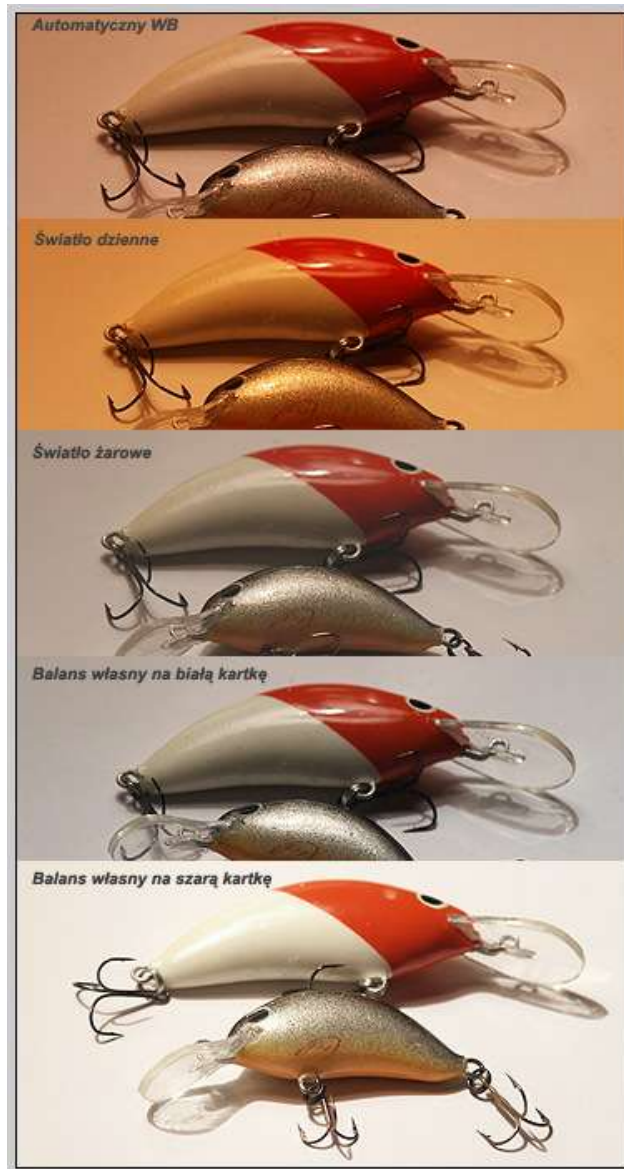 Automatyczny WB
Światło dzienne
Światło żarowe
Balans własny na białą kartkę
Balans własny na szarą kartkę